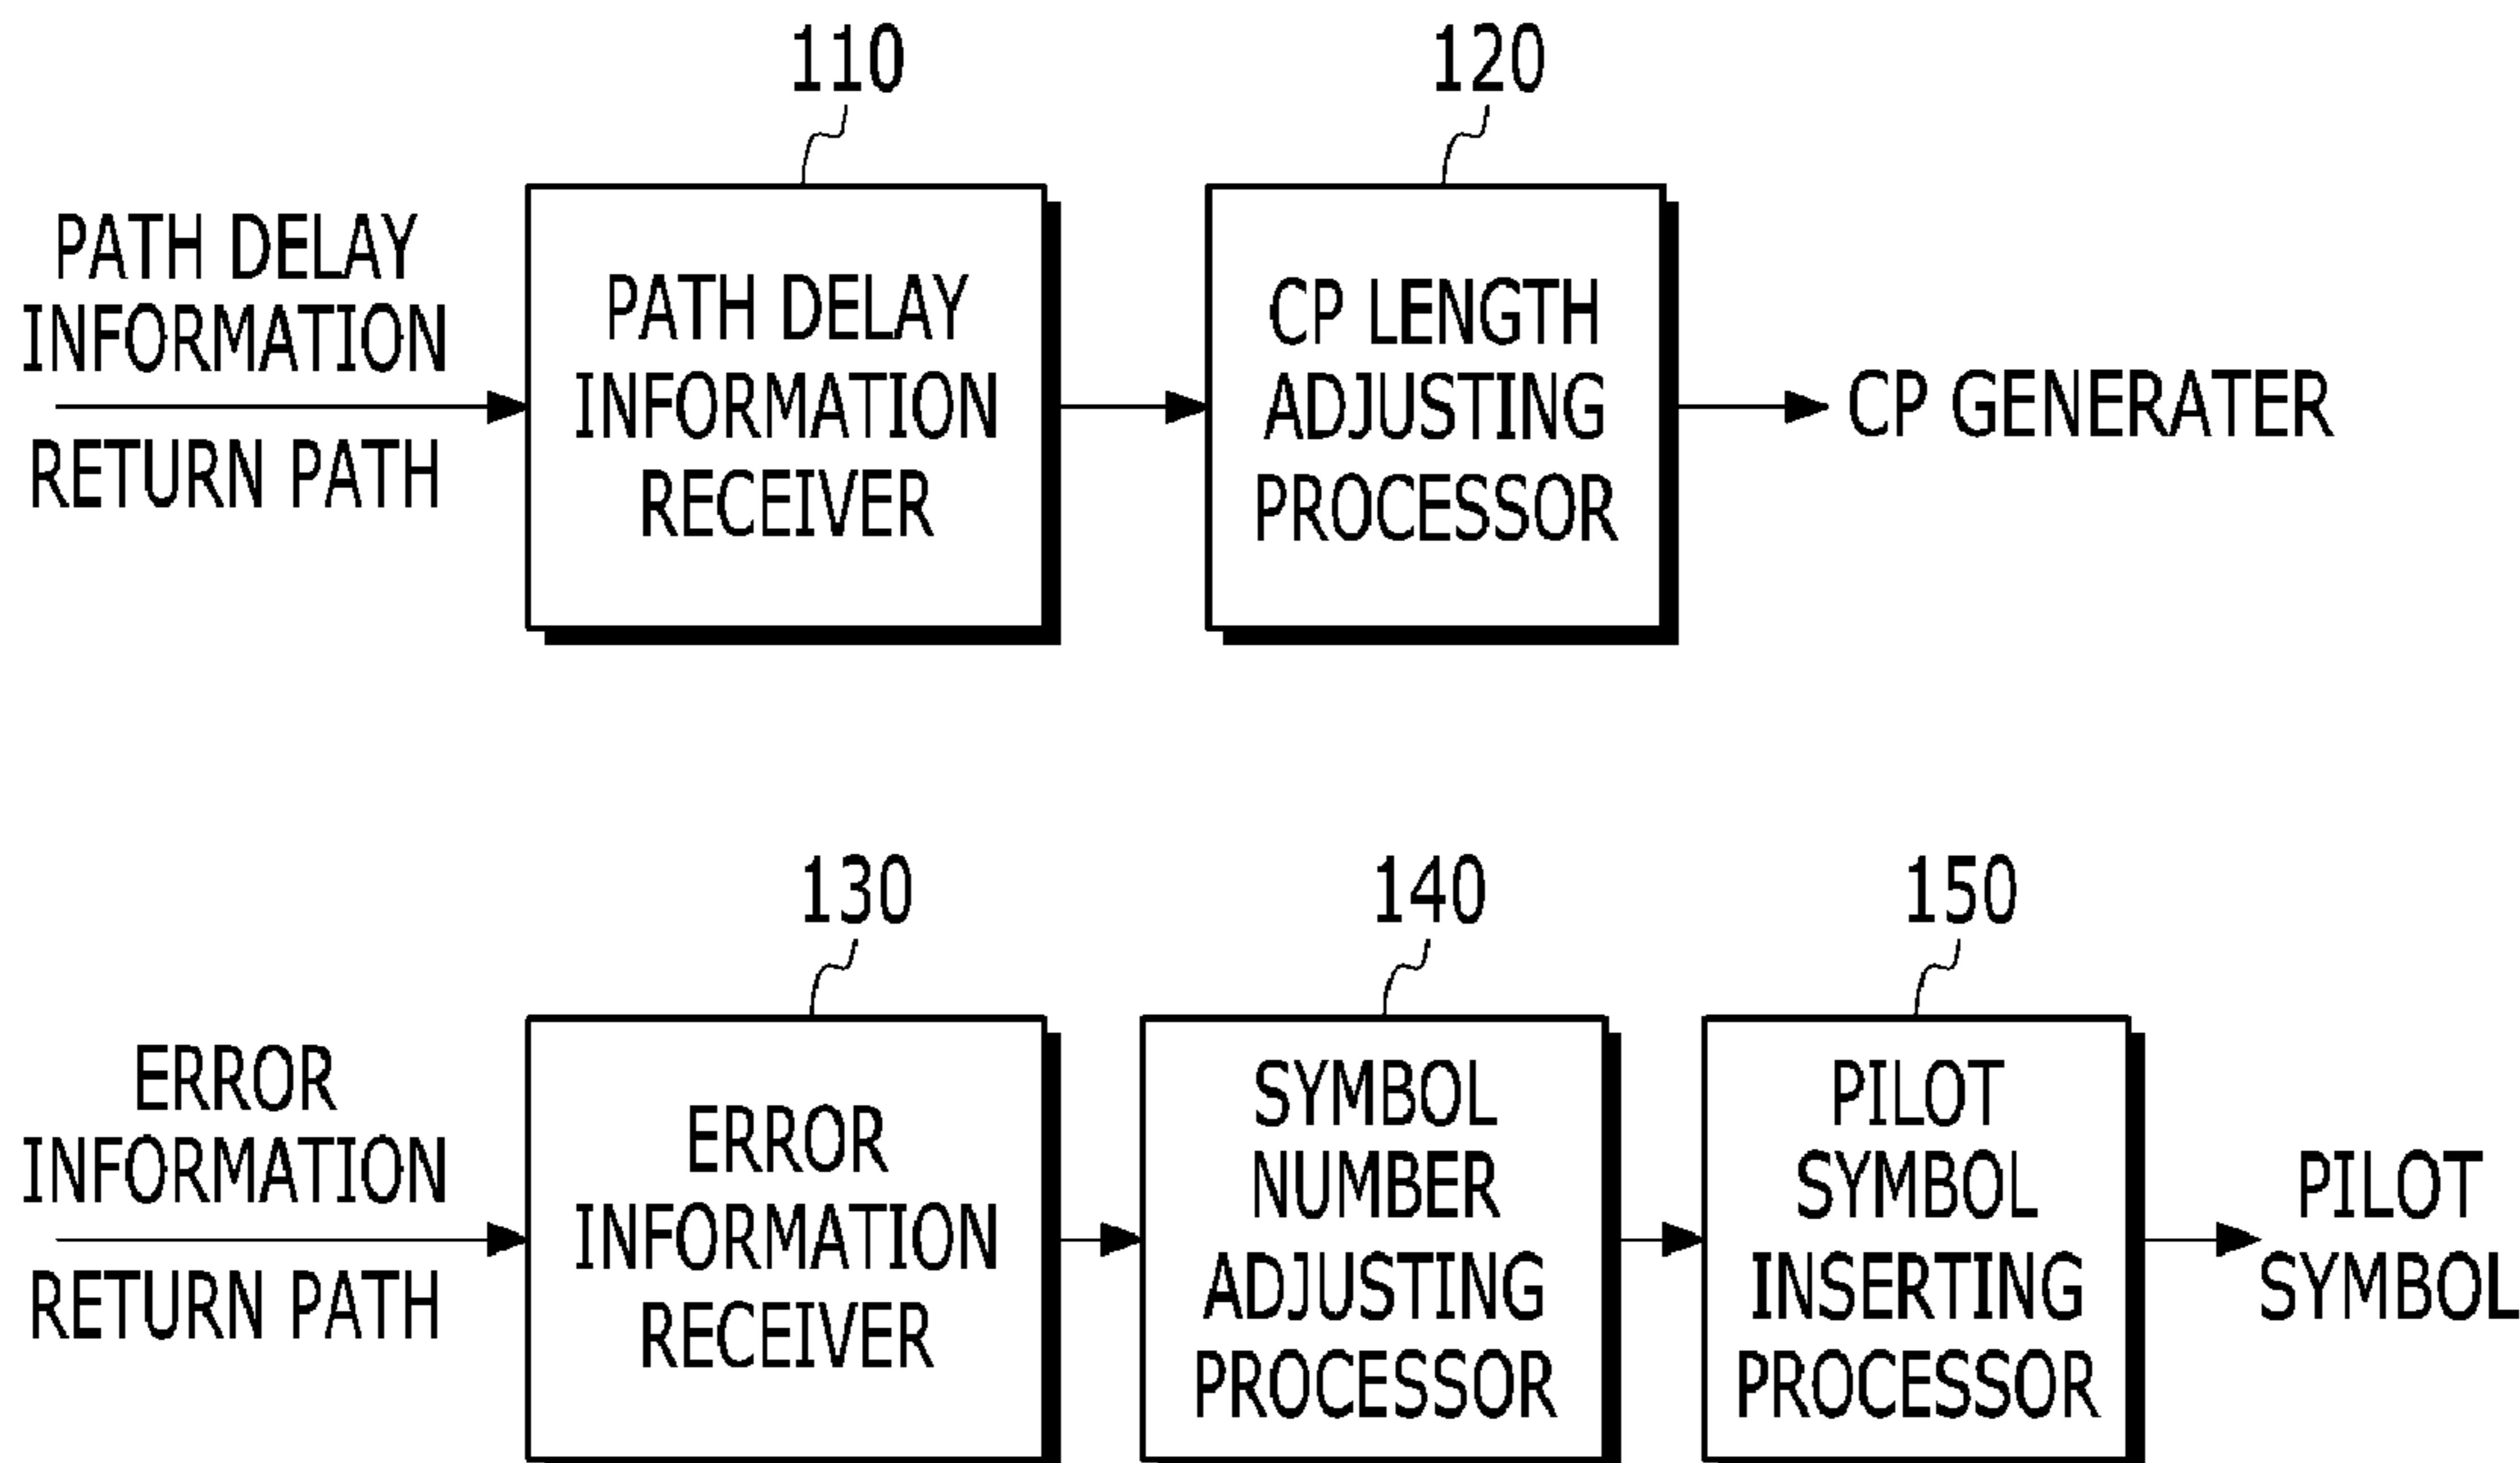 110
120
PATH DELAY
INFORMATION
RETURN PATH
PATH DELAY
INFORMATION
RECEIVER
CP LENGTH
ADJUSTING
PROCESSOR
CP GENERATER
130
140
150
ERROR
INFORMATION
RETURN PATH
ERROR
INFORMATION
RECEIVER
SYMBOL
NUMBER
ADJUSTING
PROCESSOR
PILOT
SYMBOL
INSERTING
PROCESSOR
PILOT
SYMBOL